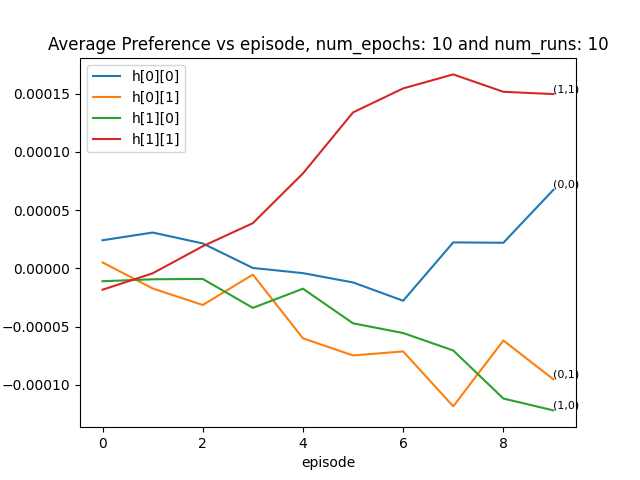 Average Preference vs episode, num_epochs: 10 and num_runs: 10
h[0][0]
h[0][1]
h[1][0]
h[1][1]
0.00015
0.00010
0.00005
0.00000
−0.00005
−0.00010
(1,1)
(0,0)
(0,1)
(1,0)
0 2 4 6 8
episode